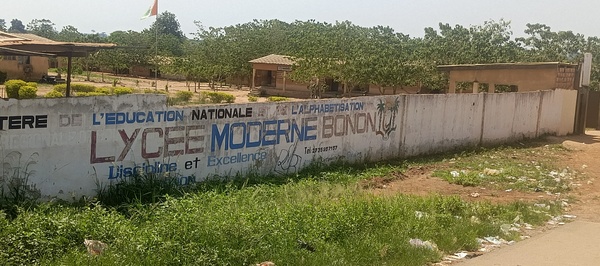 TERE DE L'EDUCATION NATIONALE ET DE L'ALPHABETISATION
LYCEE MODERNE BONON
Discipline et Excellence